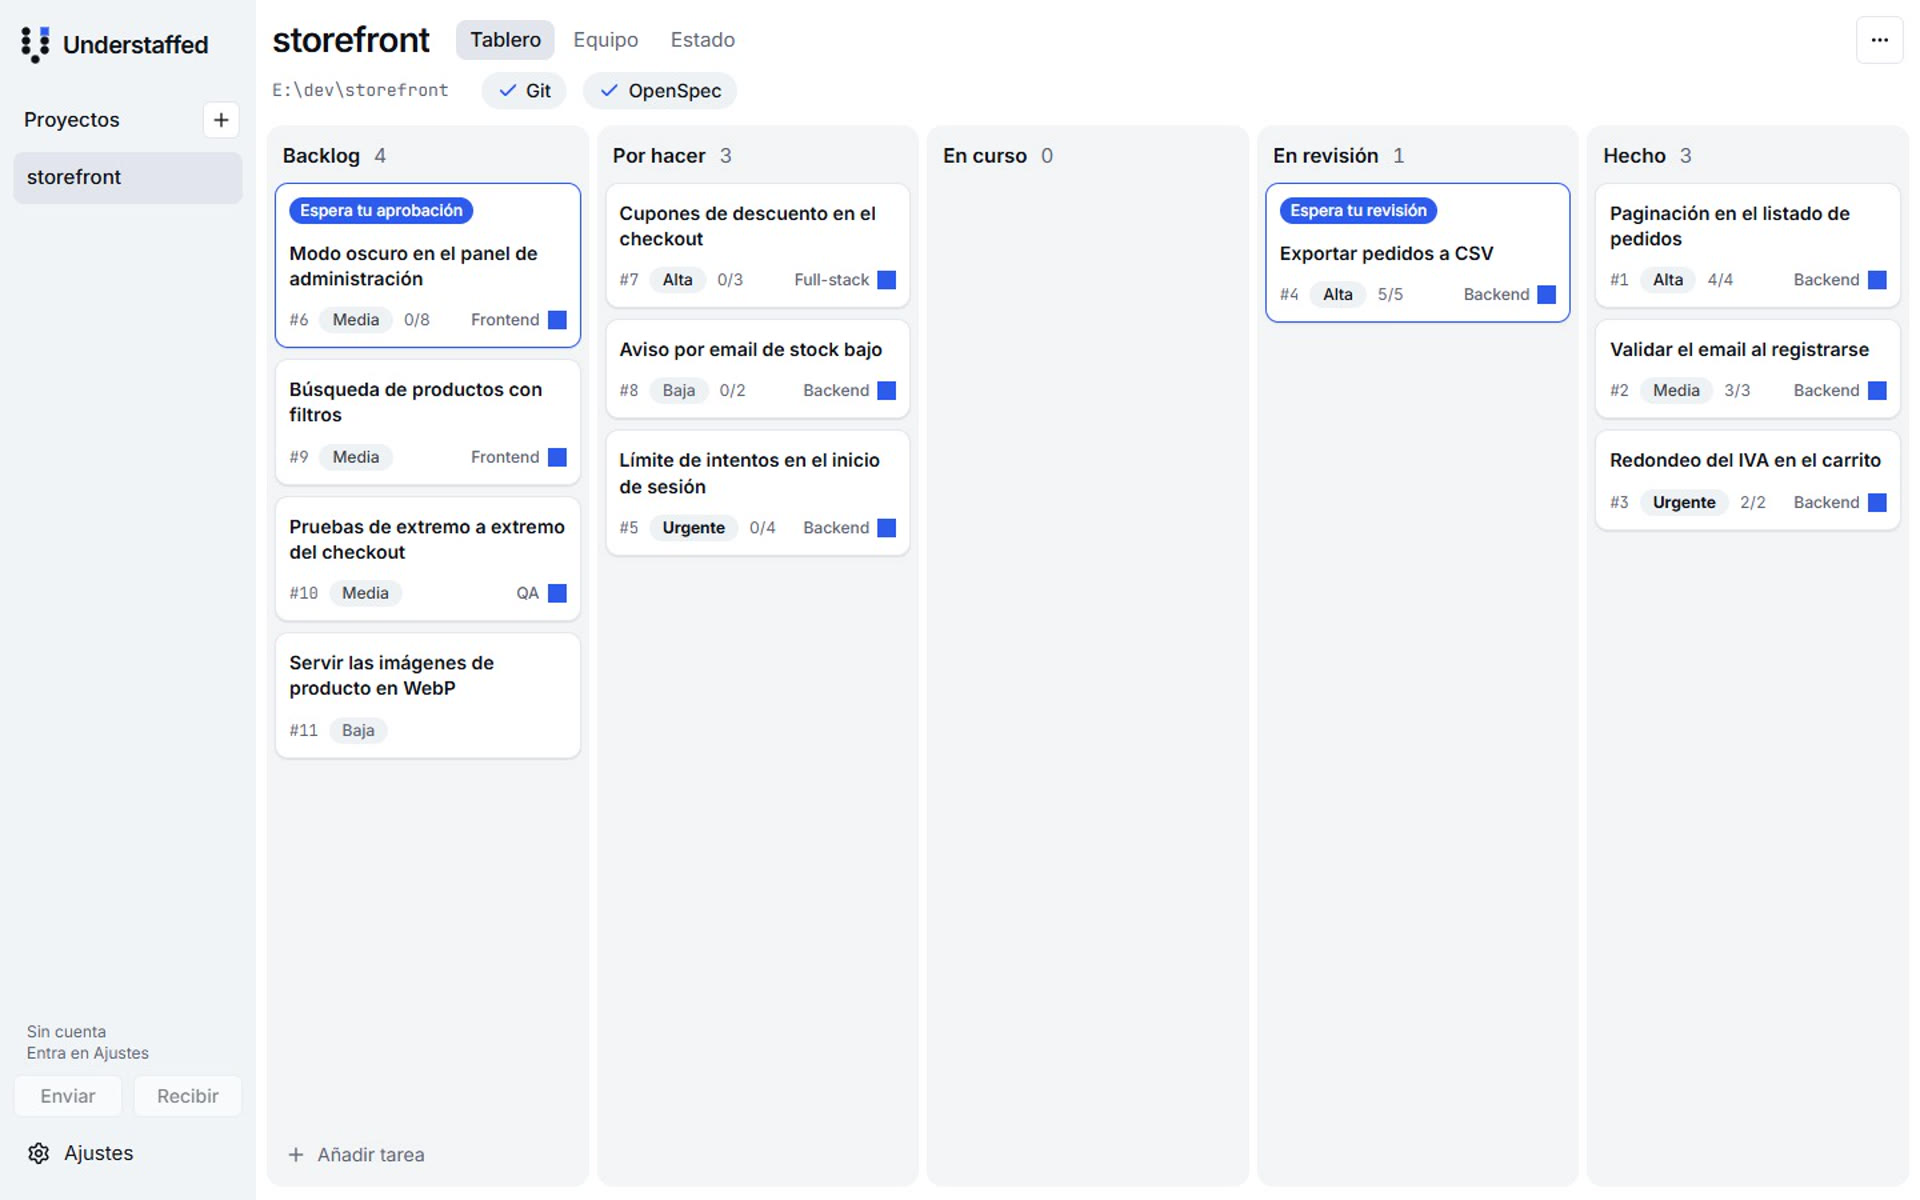 Understaffed
Proyectos
storefront
Sin cuenta
Entra en Ajustes
Enviar
Recibir
Ajustes
storefront
Tablero
Equipo
Estado
E:\dev\storefront
Git
OpenSpec
Backlog 4
Espera tu aprobación
Modo oscuro en el panel de
administración
#6 Media 0/8 Frontend
Búsqueda de productos con
filtros
#9 Media Frontend
Pruebas de extremo a extremo
del checkout
#10 Media QA
Servir las imágenes de
producto en WebP
#11 Baja
+ Añadir tarea
Por hacer 3
Cupones de descuento en el
checkout
#7 Alta 0/3 Full-stack
Aviso por email de stock bajo
#8 Baja 0/2 Backend
Límite de intentos en el inicio
de sesión
#5 Urgente 0/4 Backend
En curso 0
En revisión 1
Espera tu revisión
Exportar pedidos a CSV
#4 Alta 5/5 Backend
Hecho 3
Paginación en el listado de
pedidos
#1 Alta 4/4 Backend
Validar el email al registrarse
#2 Media 3/3 Backend
Redondeo del IVA en el carrito
#3 Urgente 2/2 Backend